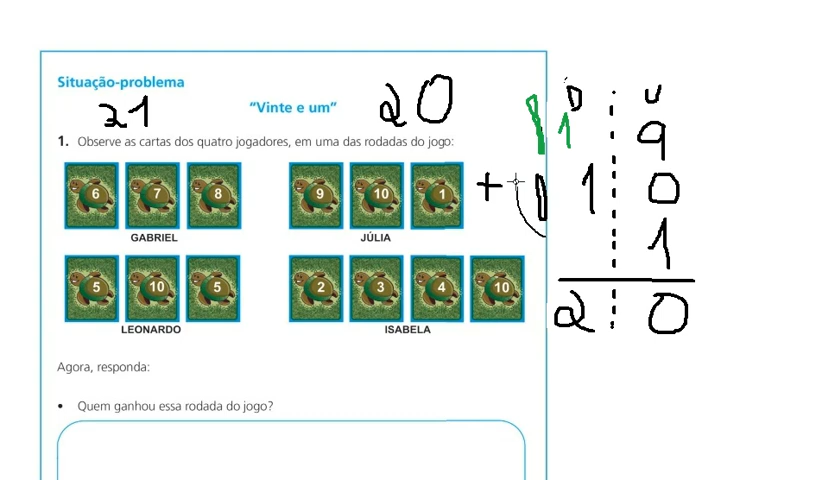 Situação-problema
21
"Vinte e um"
20
1. Observe as cartas dos quatro jogadores, em uma das rodadas do jogo:
6 7 8
GABRIEL
9 10 1
JÚLIA
5 10 5
LEONARDO
2 3 4 10
ISABELA
Agora, responda:
• Quem ganhou essa rodada do jogo?
D U
1 9
+ 1 0
1
2 0